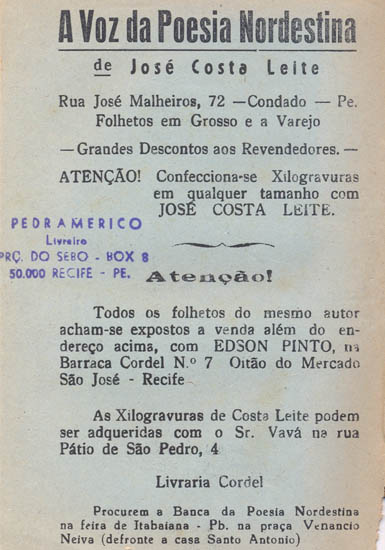 A Voz da Poesia Nordestina
de José Costa Leite
Rua José Malheiros, 72 —Condado — Pe.
Folhetos em Grosso e a Varejo
—Grandes Descontos aos Revendedores. —
ATENÇÃO! Confecciona-se Xilogravuras
em qualquer tamanho com
JOSÉ COSTA LEITE.
PEDRAMERICO
Livreiro
PRÇ. DO SEBO - BOX 8
50.000 RECIFE - PE.
Atenção!
Todos os folhetos do mesmo autor
acham-se expostos a venda além do en-
dereço acima, com EDSON PINTO, na
Barraca Cordel N.º 7 Oitão do Mercado
São José - Recife
As Xilogravuras de Costa Leite podem
ser adqueridas com o Sr. Vavá na rua
Pátio de São Pedro, 4
Livraria Cordel
Procurem a Banca da Poesia Nordestina
na feira de Itabaiana - Pb. na praça Venancio
Neiva (defronte a casa Santo Antonio)